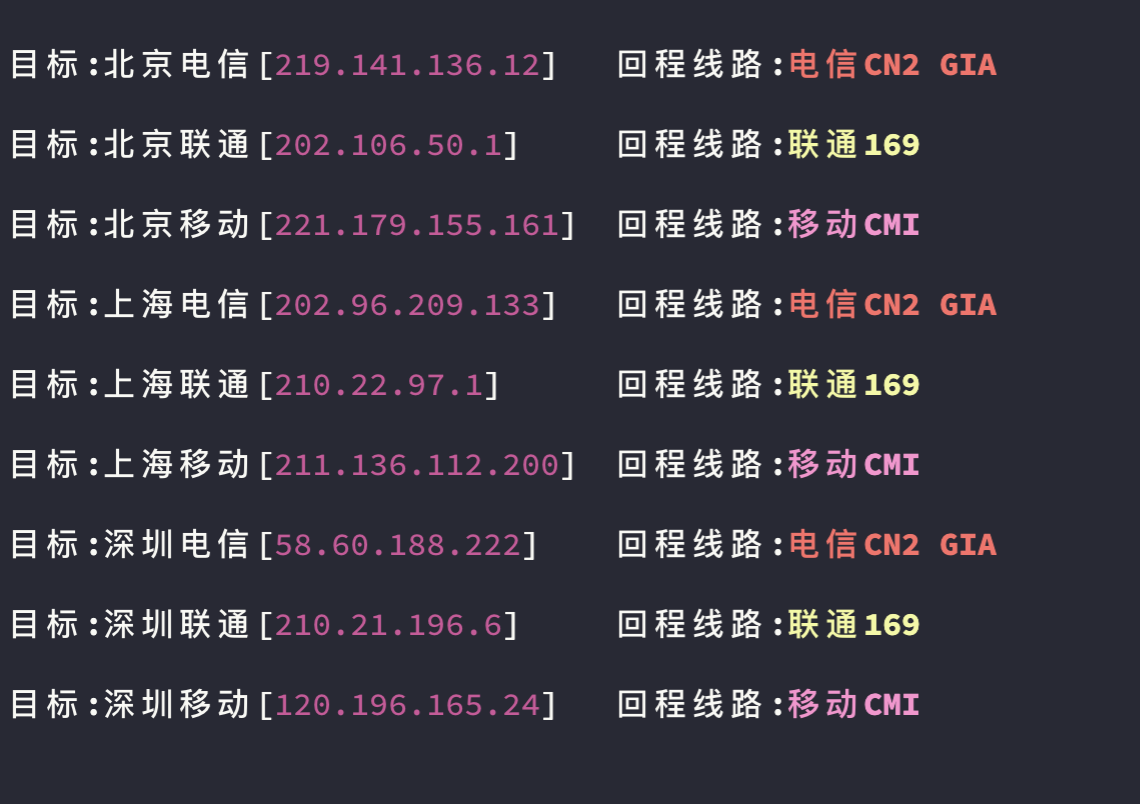 目标:北京电信[219.141.136.12] 回程线路:电信CN2 GIA
目标:北京联通[202.106.50.1] 回程线路:联通169
目标:北京移动[221.179.155.161] 回程线路:移动CMI
目标:上海电信[202.96.209.133] 回程线路:电信CN2 GIA
目标:上海联通[210.22.97.1] 回程线路:联通169
目标:上海移动[211.136.112.200] 回程线路:移动CMI
目标:深圳电信[58.60.188.222] 回程线路:电信CN2 GIA
目标:深圳联通[210.21.196.6] 回程线路:联通169
目标:深圳移动[120.196.165.24] 回程线路:移动CMI